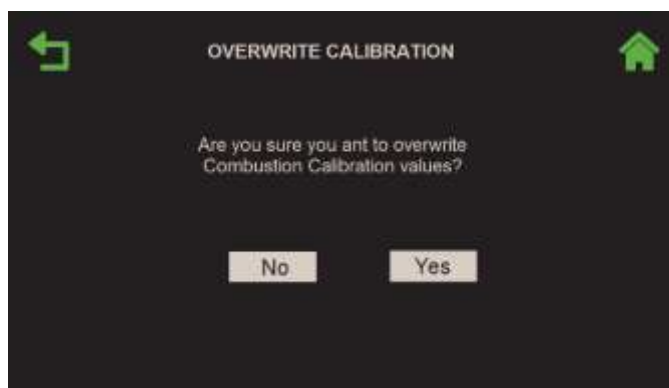 OVERWRITE CALIBRATION
Are you sure you ant to overwrite
Combustion Calibration values?
No
Yes